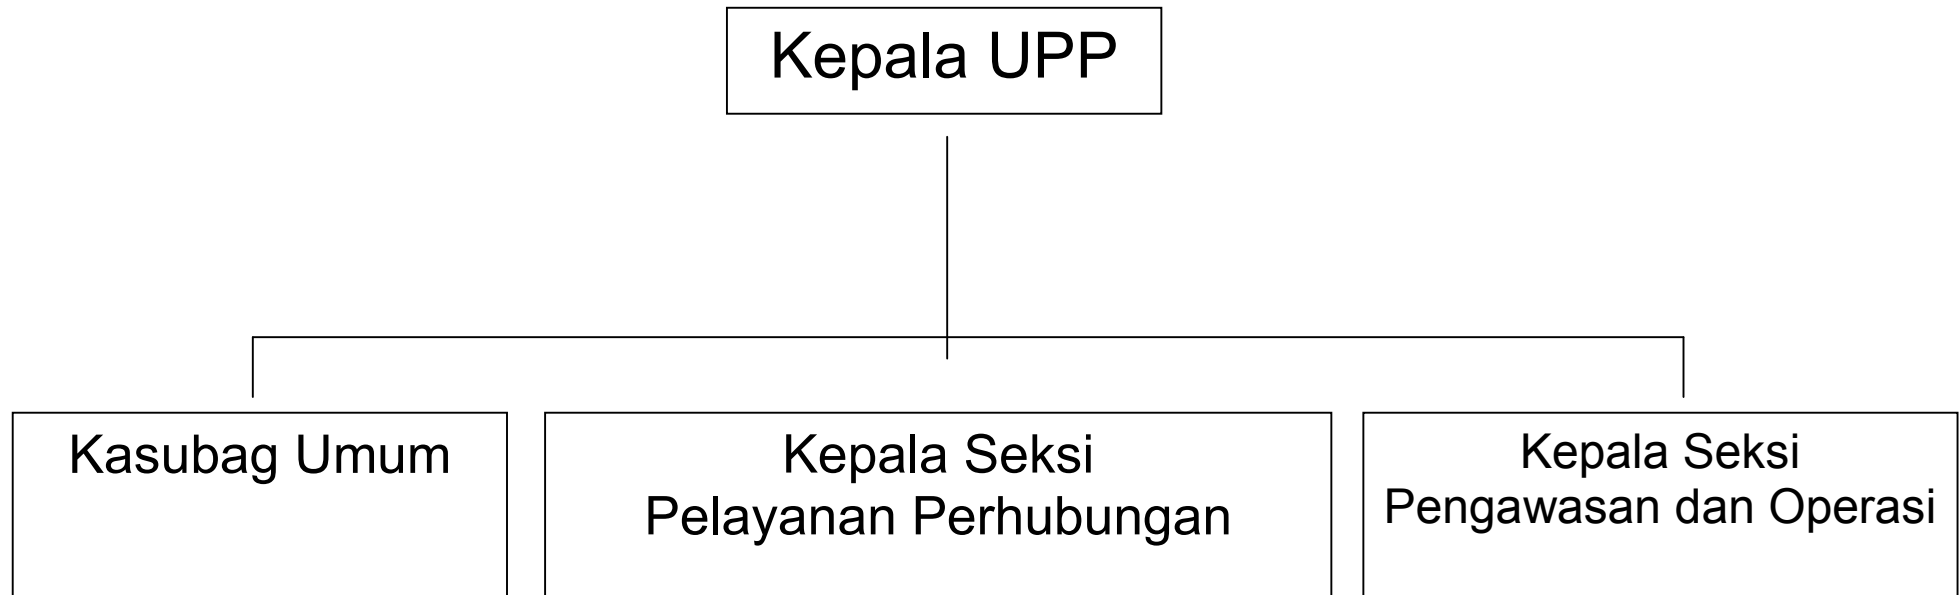 Kepala UPP
Kasubag Umum
Kepala Seksi
Pelayanan Perhubungan
Kepala Seksi
Pengawasan dan Operasi